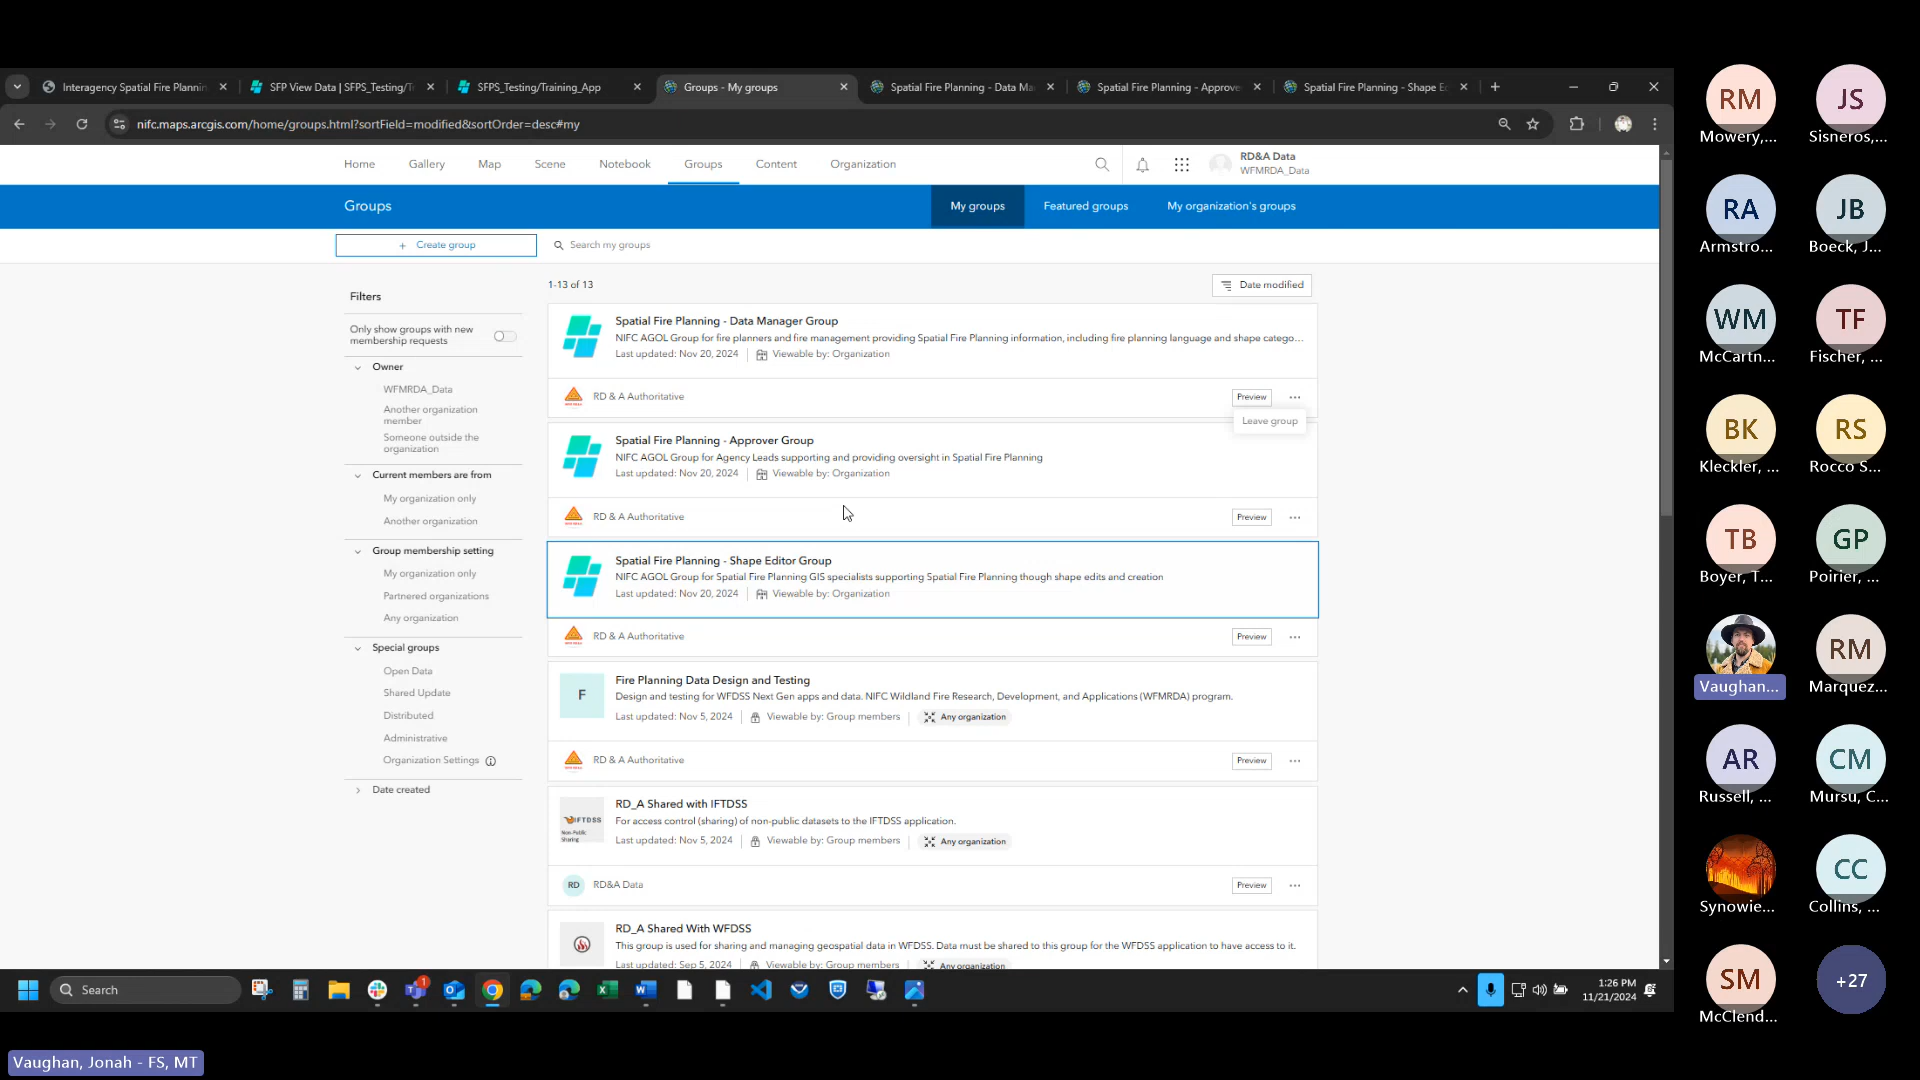 Interagency Spatial Fire Plannin
SFP View Data | SFPS_Testing/T
SFPS_Testing/Training_App
Groups - My groups
Spatial Fire Planning - Data Ma
Spatial Fire Planning - Approve
Spatial Fire Planning - Shape E
nifc.maps.arcgis.com/home/groups.html?sortField=modified&sortOrder=desc#my
Home
Gallery
Map
Scene
Notebook
Groups
Content
Organization
RD&A Data
WFMRDA_Data
Groups
My groups
Featured groups
My organization's groups
+ Create group
Search my groups
Filters
Only show groups with new
membership requests
Owner
WFMRDA_Data
Another organization
member
Someone outside the
organization
Current members are from
My organization only
Another organization
Group membership setting
My organization only
Partnered organizations
Any organization
Special groups
Open Data
Shared Update
Distributed
Administrative
Organization Settings
Date created
1-13 of 13
Date modified
Spatial Fire Planning - Data Manager Group
NIFC AGOL Group for fire planners and fire management providing Spatial Fire Planning information, including fire planning language and shape catego...
Last updated: Nov 20, 2024
Viewable by: Organization
RD & A Authoritative
Preview
Leave group
Spatial Fire Planning - Approver Group
NIFC AGOL Group for Agency Leads supporting and providing oversight in Spatial Fire Planning
Last updated: Nov 20, 2024
Viewable by: Organization
RD & A Authoritative
Preview
Spatial Fire Planning - Shape Editor Group
NIFC AGOL Group for Spatial Fire Planning GIS specialists supporting Spatial Fire Planning though shape edits and creation
Last updated: Nov 20, 2024
Viewable by: Organization
RD & A Authoritative
Preview
F
Fire Planning Data Design and Testing
Design and testing for WFDSS Next Gen apps and data. NIFC Wildland Fire Research, Development, and Applications (WFMRDA) program.
Last updated: Nov 5, 2024
Viewable by: Group members
Any organization
RD & A Authoritative
Preview
IFTDSS
Non-Public
Sharing
RD_A Shared with IFTDSS
For access control (sharing) of non-public datasets to the IFTDSS application.
Last updated: Nov 5, 2024
Viewable by: Group members
Any organization
RD
RD&A Data
Preview
RD_A Shared With WFDSS
This group is used for sharing and managing geospatial data in WFDSS. Data must be shared to this group for the WFDSS application to have access to it.
Last updated: Sep 5, 2024
Viewable by: Group members
Any organization
Search
1
1:26 PM
11/21/2024
RM
Mowery,...
JS
Sisneros,...
RA
Armstro...
JB
Boeck, J...
WM
McCartn...
TF
Fischer, ...
BK
Kleckler, ...
RS
Rocco S...
TB
Boyer, T...
GP
Poirier, ...
Vaughan...
RM
Marquez...
AR
Russell, ...
CM
Mursu, C...
Synowie...
CC
Collins, ...
SM
McClend...
+27
Vaughan, Jonah - FS, MT